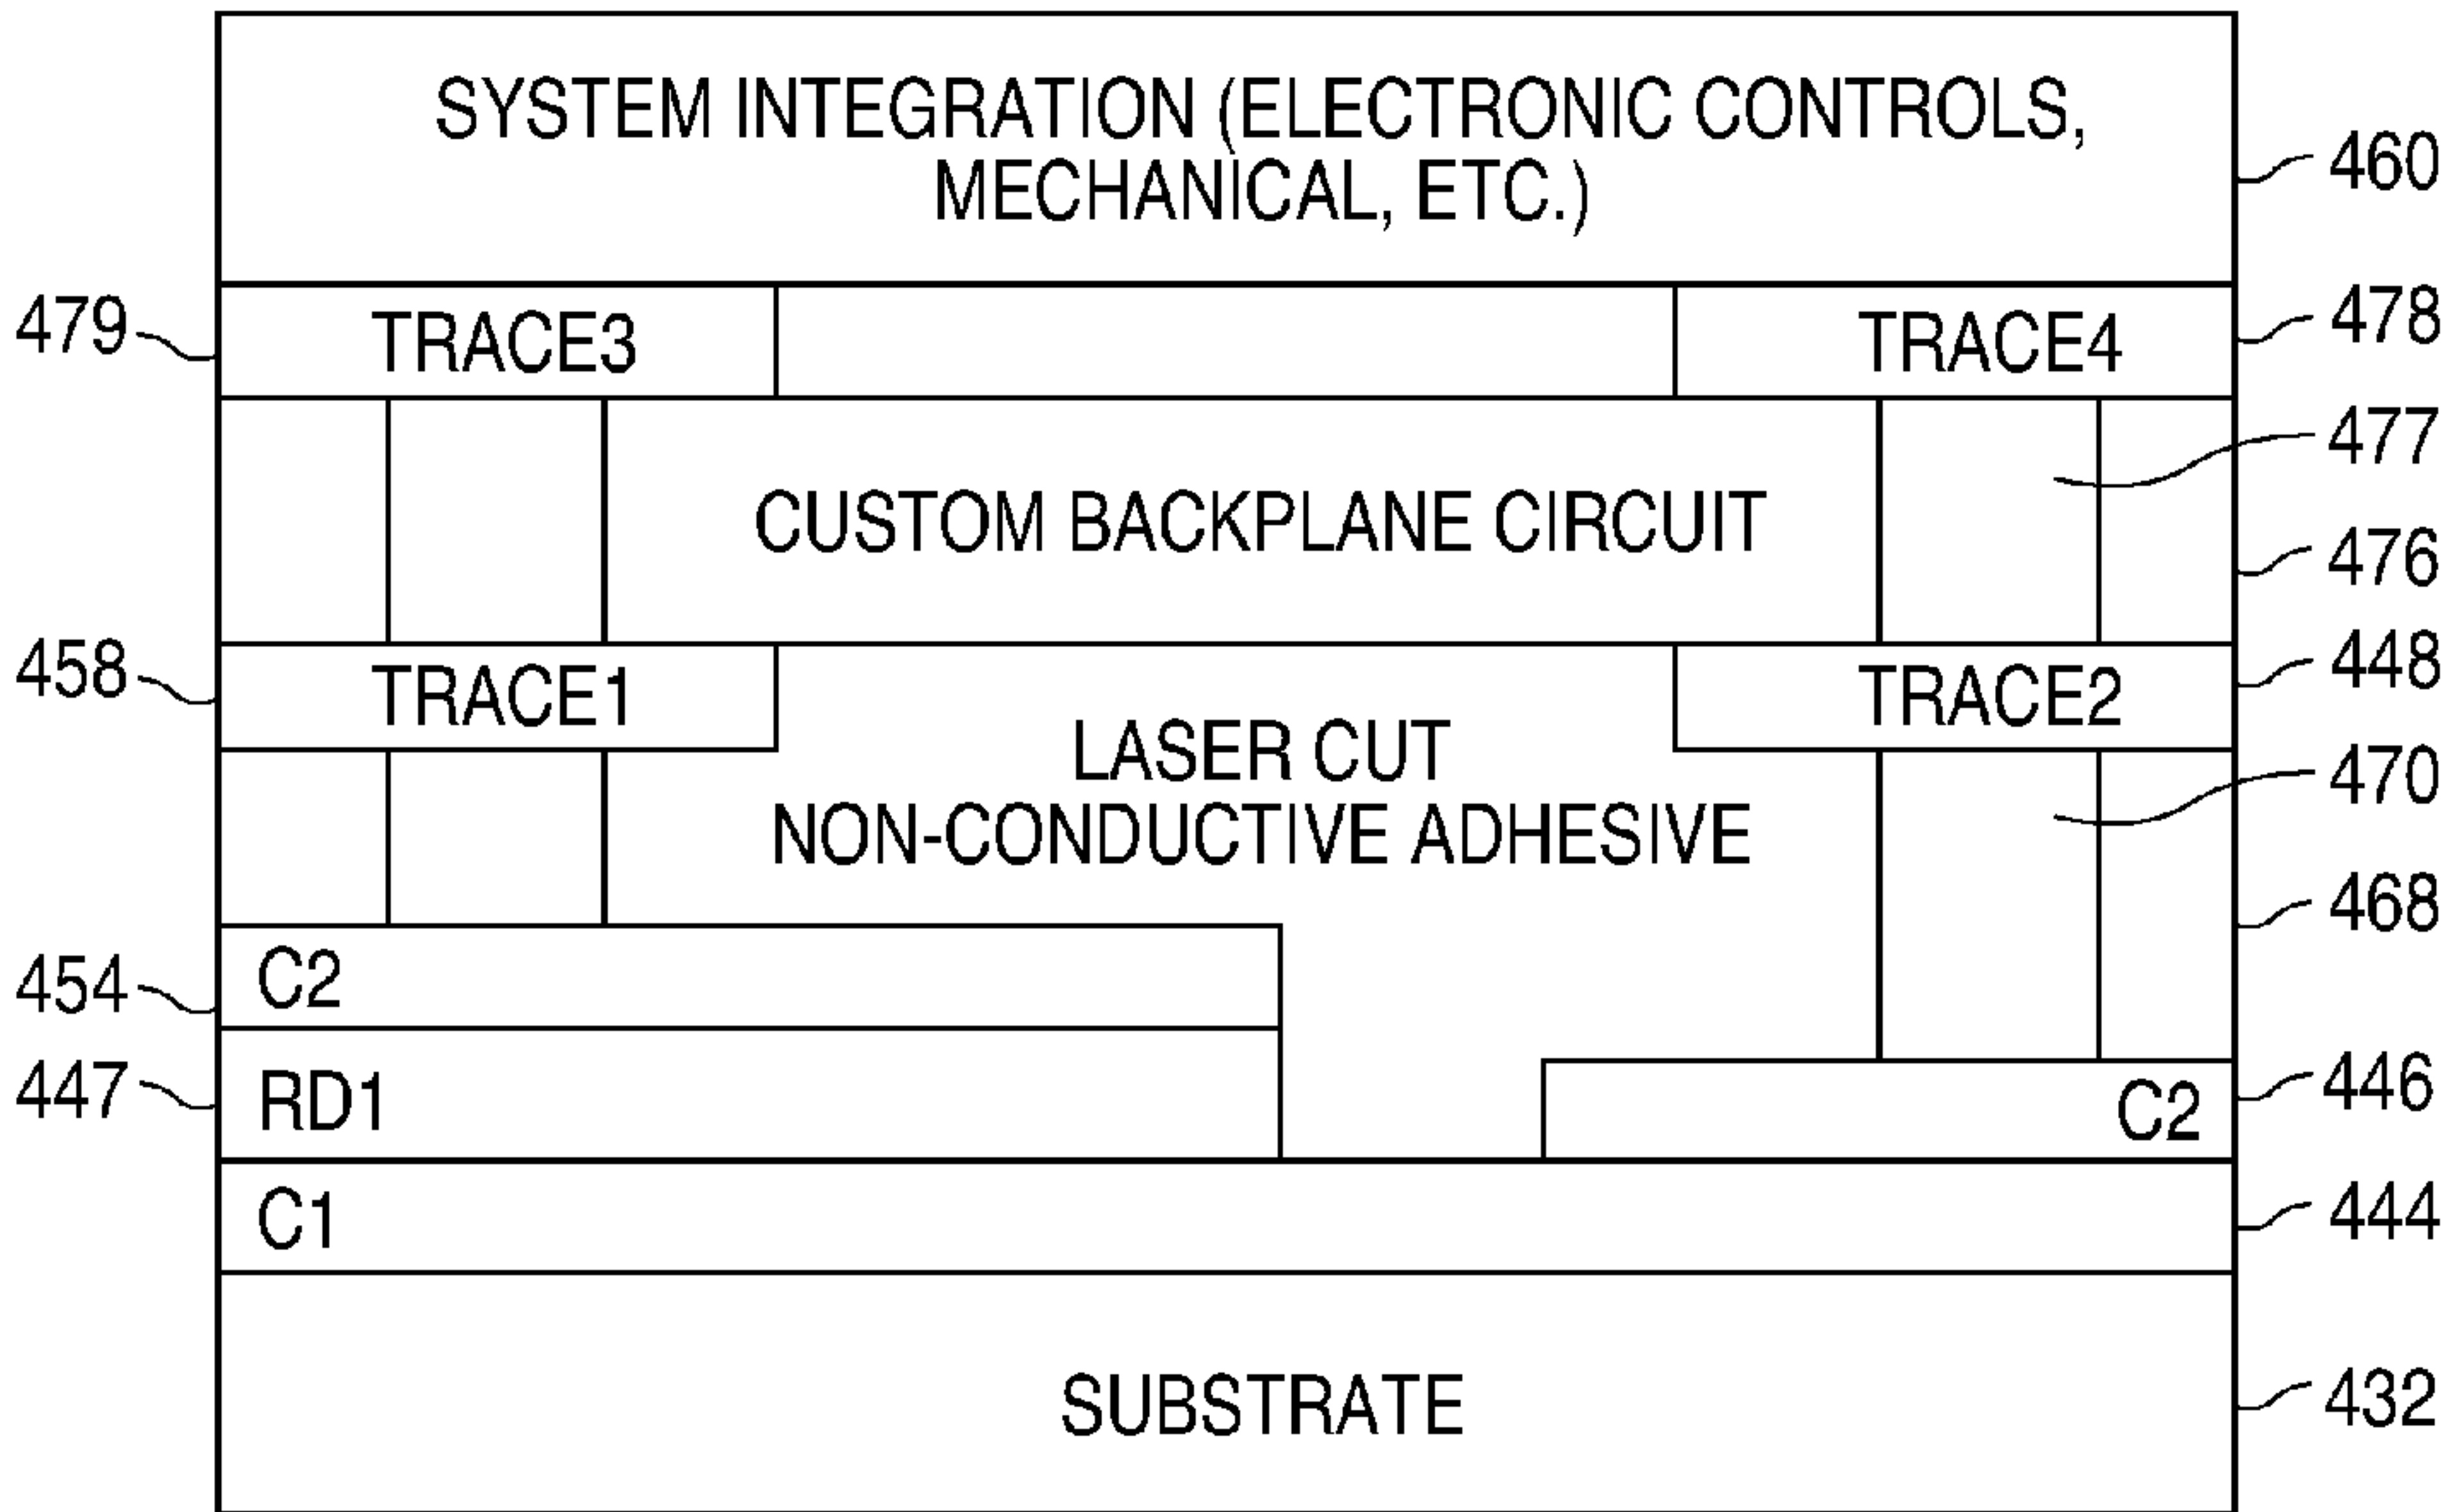 SYSTEM INTEGRATION (ELECTRONIC CONTROLS,
MECHANICAL, ETC.)
460
479
TRACE3
TRACE4
478
477
CUSTOM BACKPLANE CIRCUIT
476
458
TRACE1
TRACE2
448
LASER CUT
NON-CONDUCTIVE ADHESIVE
470
468
454
C2
447
RD1
C2
446
C1
444
SUBSTRATE
432